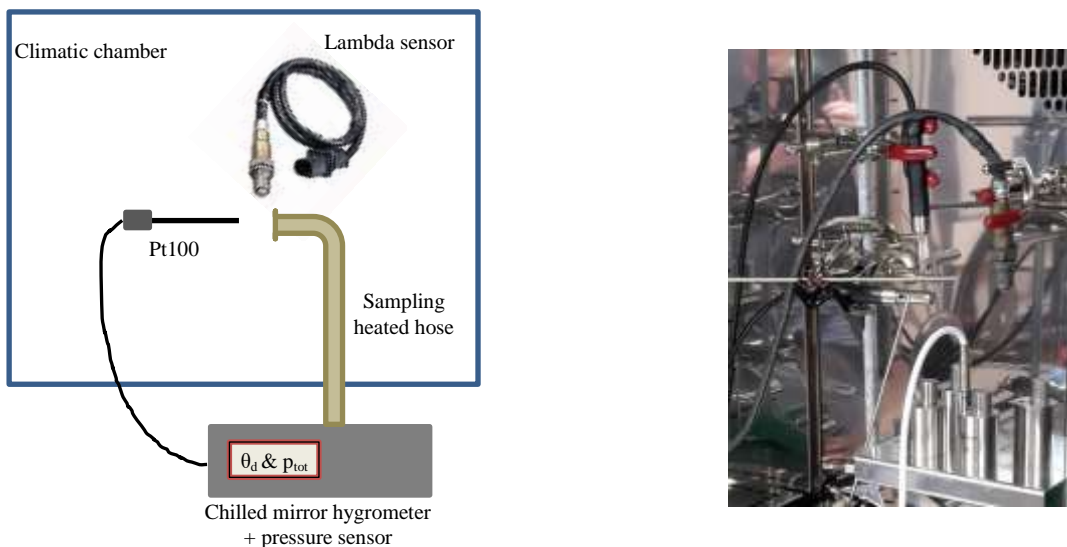 Climatic chamber
Lambda sensor
Pt100
Sampling
heated hose
θd & ptot
Chilled mirror hygrometer
+ pressure sensor